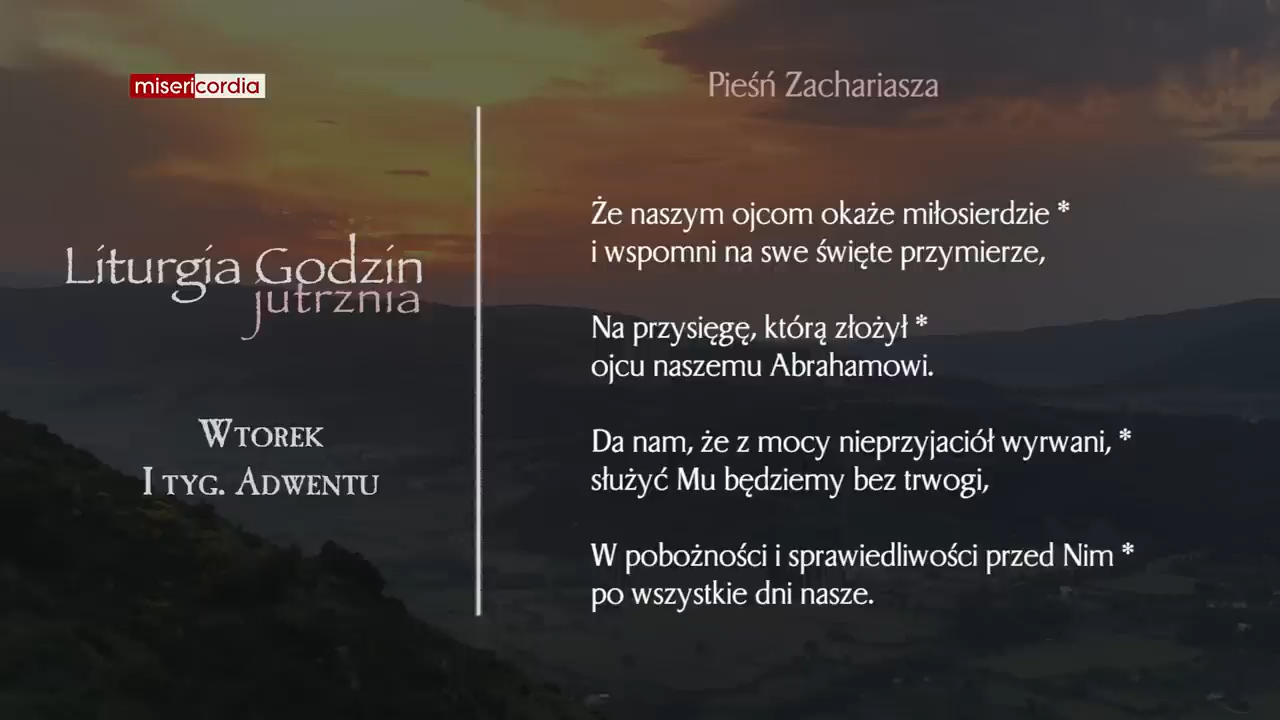 misericordia
Pieśń Zachariasza
Liturgia Godzin
jutrznia
Wtorek
I tyg. Adwentu
Że naszym ojcom okaże miłosierdzie *
i wspomni na swe święte przymierze,
Na przysięgę, którą złożył *
ojcu naszemu Abrahamowi.
Da nam, że z mocy nieprzyjaciół wyrwani, *
służyć Mu będziemy bez trwogi,
W pobożności i sprawiedliwości przed Nim *
po wszystkie dni nasze.